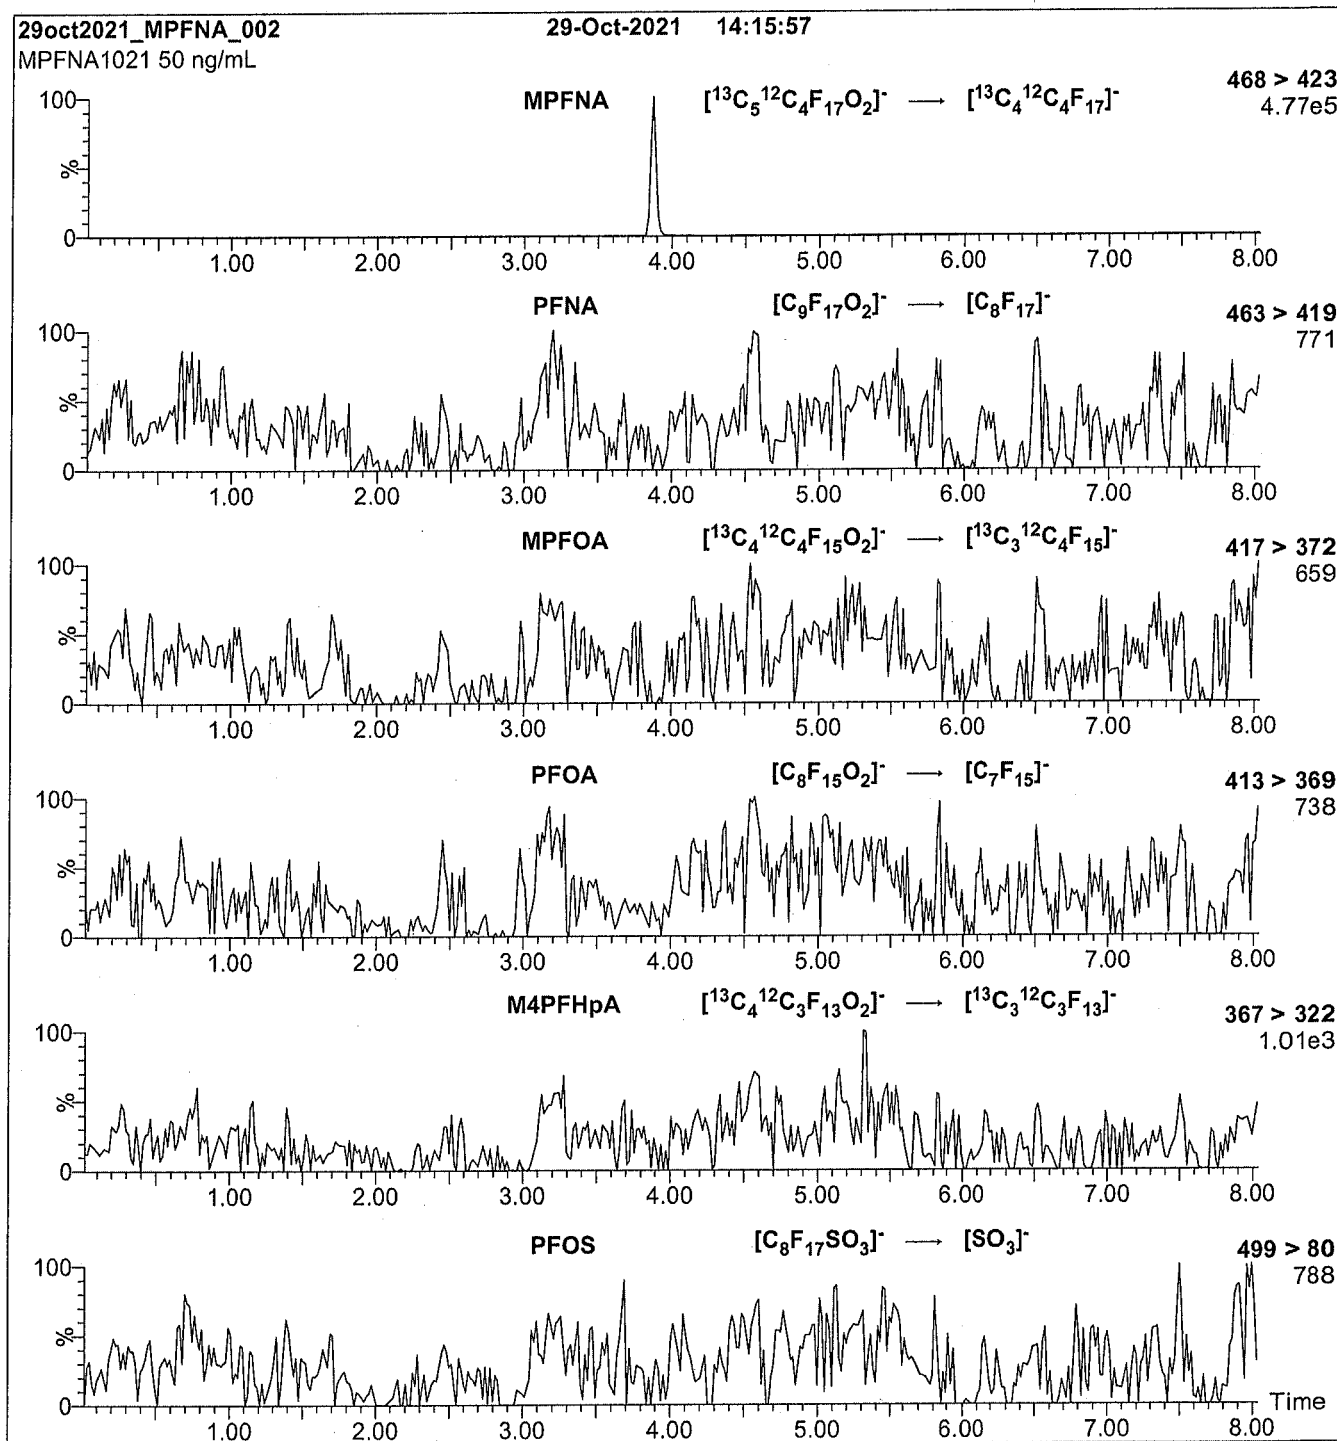 29oct2021_MPFNA_002 29-Oct-2021 14:15:57
MPFNA1021 50 ng/mL
MPFNA [¹³C₅¹²C₄F₁₇O₂]⁻ → [¹³C₄¹²C₄F₁₇]⁻ 468 > 423
4.77e5
100
%
0
1.00 2.00 3.00 4.00 5.00 6.00 7.00 8.00
PFNA [C₉F₁₇O₂]⁻ → [C₈F₁₇]⁻ 463 > 419
771
100
%
0
1.00 2.00 3.00 4.00 5.00 6.00 7.00 8.00
MPFOA [¹³C₄¹²C₄F₁₅O₂]⁻ → [¹³C₃¹²C₄F₁₅]⁻ 417 > 372
659
100
%
0
1.00 2.00 3.00 4.00 5.00 6.00 7.00 8.00
PFOA [C₈F₁₅O₂]⁻ → [C₇F₁₅]⁻ 413 > 369
738
100
%
0
1.00 2.00 3.00 4.00 5.00 6.00 7.00 8.00
M4PFHpA [¹³C₄¹²C₃F₁₃O₂]⁻ → [¹³C₃¹²C₃F₁₃]⁻ 367 > 322
1.01e3
100
%
0
1.00 2.00 3.00 4.00 5.00 6.00 7.00 8.00
PFOS [C₈F₁₇SO₃]⁻ → [SO₃]⁻ 499 > 80
788
100
%
0
Time
1.00 2.00 3.00 4.00 5.00 6.00 7.00 8.00